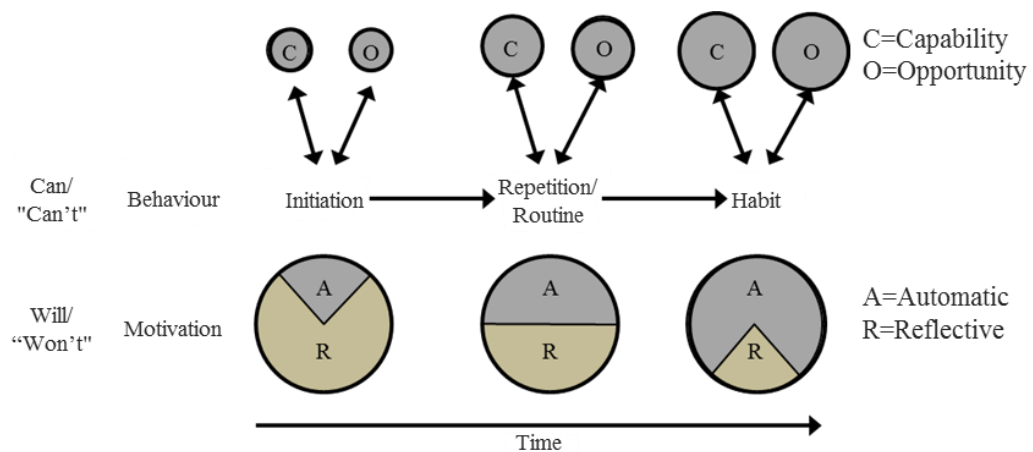 C O C O C O C=Capability
O=Opportunity
Can/
"Can't"
Behaviour
Initiation
Repetition/
Routine
Habit
Will/
“Won't"
Motivation
A
R
A
R
A
R
A=Automatic
R=Reflective
Time